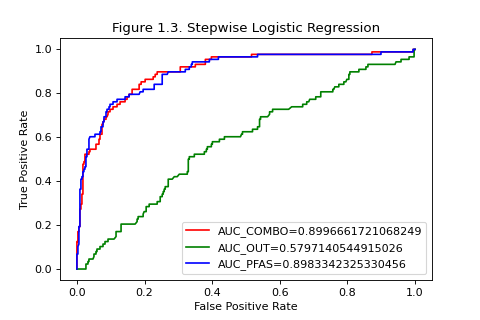 Figure 1.3. Stepwise Logistic Regression
True Positive Rate
1.0
0.8
0.6
0.4
0.2
0.0
AUC_COMBO=0.8996661721068249
AUC_OUT=0.5797140544915026
AUC_PFAS=0.8983342325330456
0.0 0.2 0.4 0.6 0.8 1.0
False Positive Rate